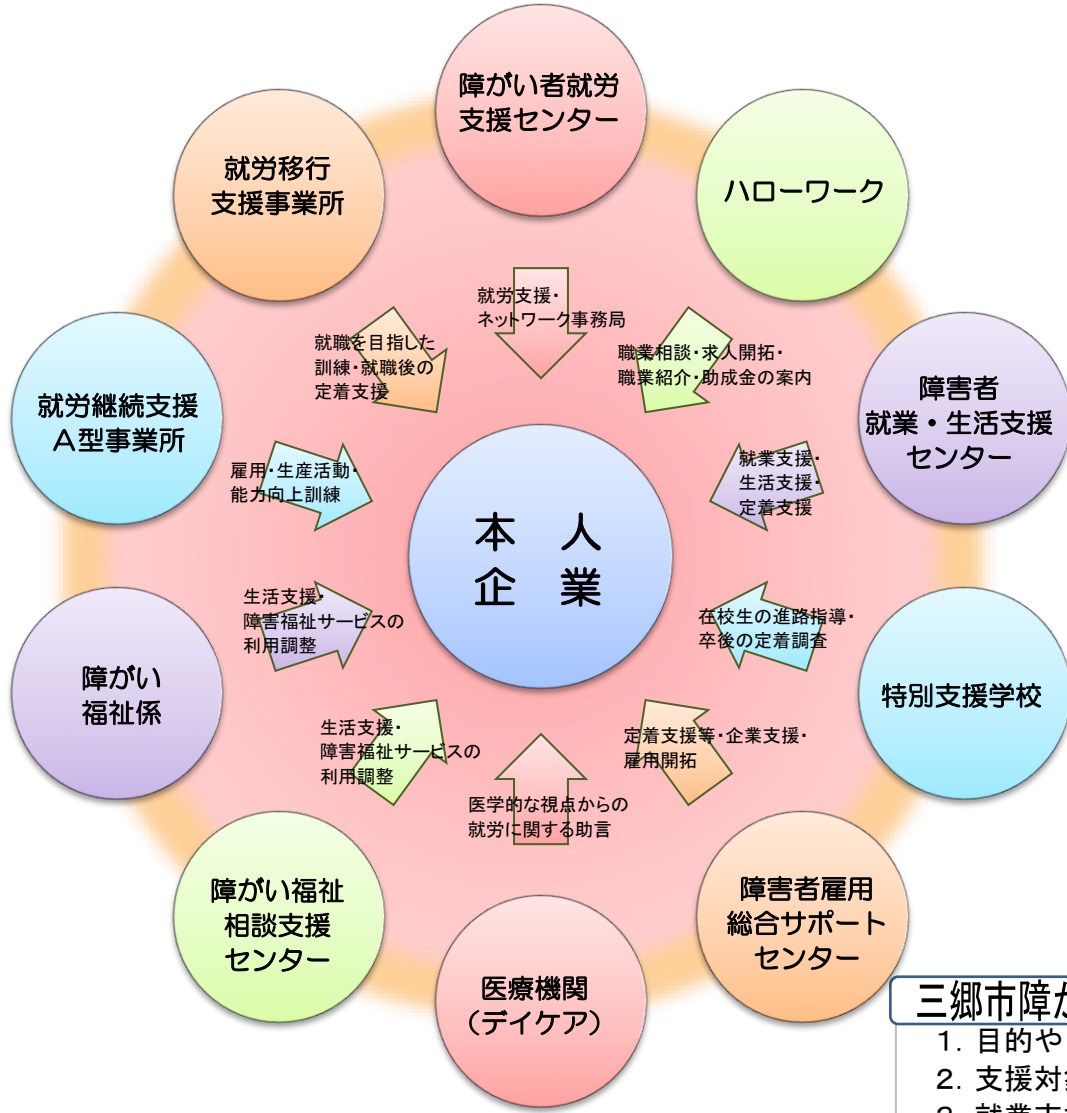 障がい者就労
支援センター
就労移行
支援事業所
ハローワーク
就労支援・
ネットワーク事務局
就職を目指した
訓練・就職後の
定着支援
職業相談・求人開拓・
職業紹介・助成金の案内
就労継続支援
A型事業所
障害者
就業・生活支援
センター
雇用・生産活動・
能力向上訓練
就業支援・
生活支援・
定着支援
本　人
企　業
生活支援・
障害福祉サービスの
利用調整
在校生の進路指導・
卒後の定着調査
障がい
福祉係
特別支援学校
生活支援・
障害福祉サービスの
利用調整
定着支援等・企業支援・
雇用開拓
医学的な視点からの
就労に関する助言
障がい福祉
相談支援
センター
障害者雇用
総合サポート
センター
医療機関
（デイケア）
三郷市障が
1. 目的や
2. 支援対